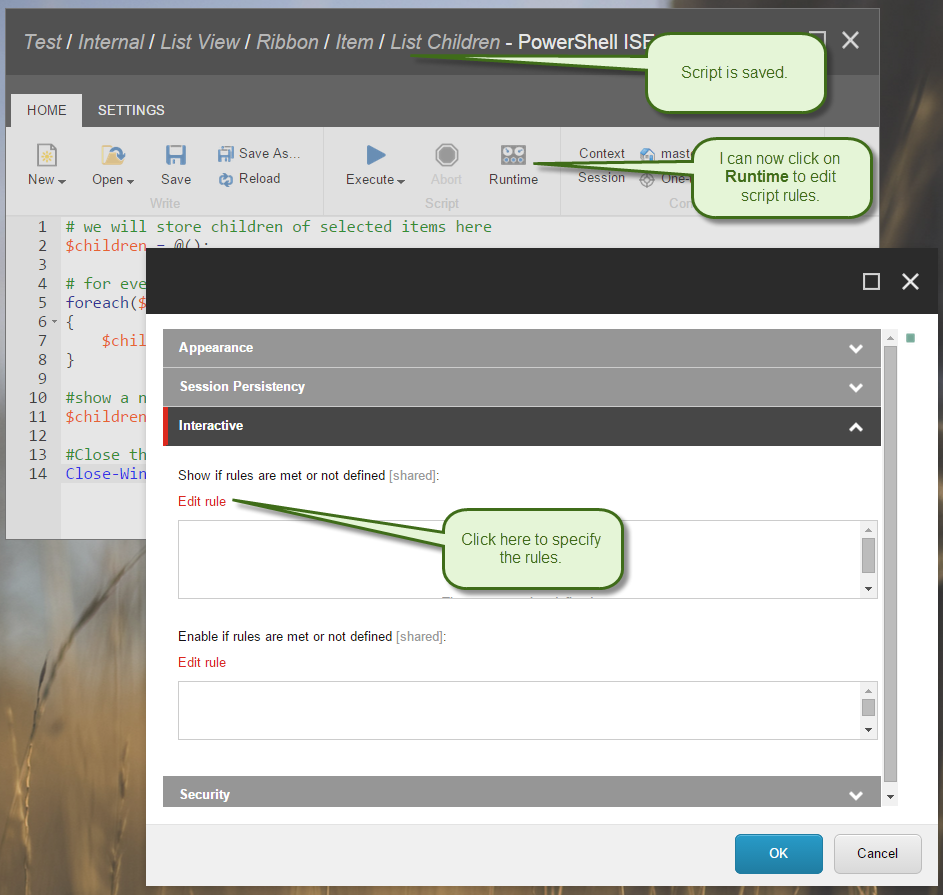 Test / Internal / List View / Ribbon / Item / List Children - PowerShell ISE
Script is saved.
HOME SETTINGS
New
Open
Save
Save As...
Reload
Write
Execute
Abort
Runtime
Script
Context
Session
I can now click on
Runtime to edit
script rules.
1 # we will store children of selected items here
2 $children = @();
3
4 # for eve
5 foreach($
6 {
7 $chil
8 }
9
10 #show a n
11 $children
12
13 #Close th
14 Close-Win
Appearance
Session Persistency
Interactive
Show if rules are met or not defined [shared]:
Edit rule
Click here to specify
the rules.
Enable if rules are met or not defined [shared]:
Edit rule
Security
OK Cancel